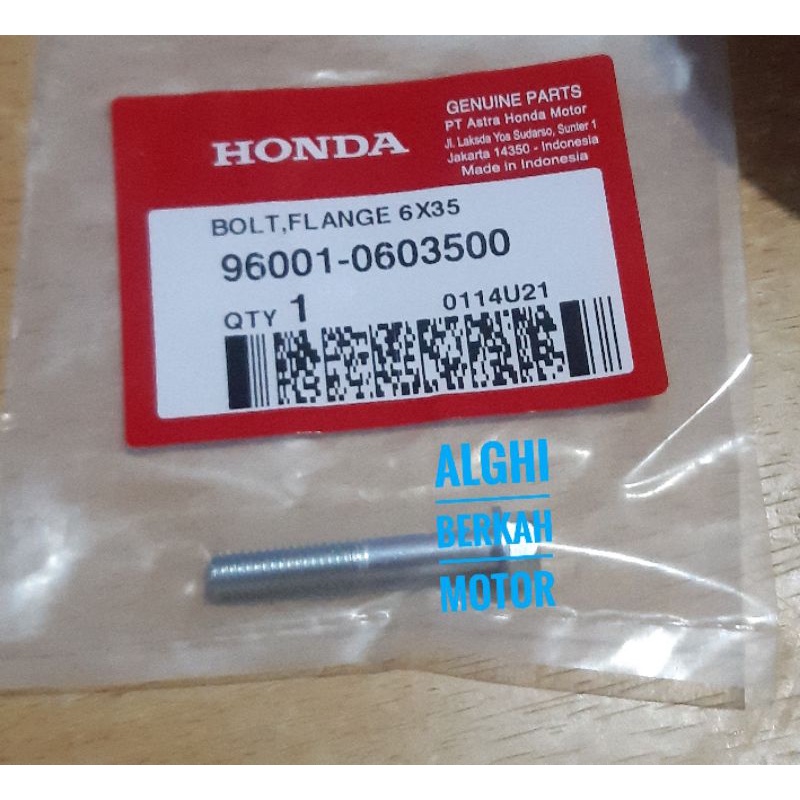 HONDA
GENUINE PARTS
PT Astra Honda Motor
Jl. Laksda Yos Sudarso, Sunter 1
Jakarta 14350 - Indonesia
Made in Indonesia
BOLT,FLANGE 6X35
96001-0603500
QTY 1
0114U21
ALGHI
BERKAH
MOTOR